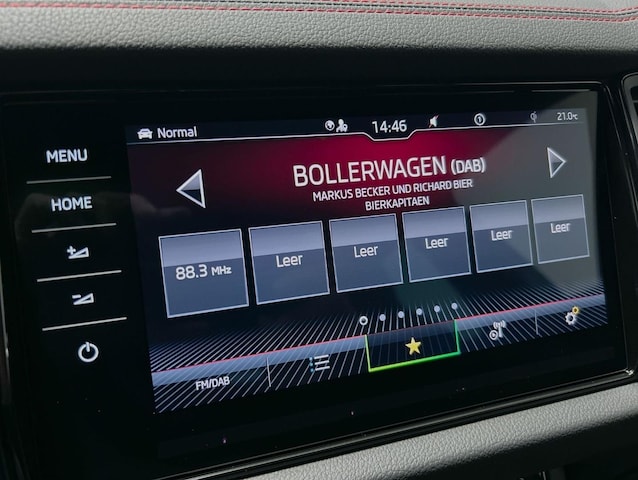 Normal
14:46
1
21.0°C
MENU
HOME
BOLLERWAGEN (DAB)
MARKUS BECKER UND RICHARD BIER
BIERKAPITAEN
88.3 MHz
Leer
Leer
Leer
Leer
Leer
FM/DAB